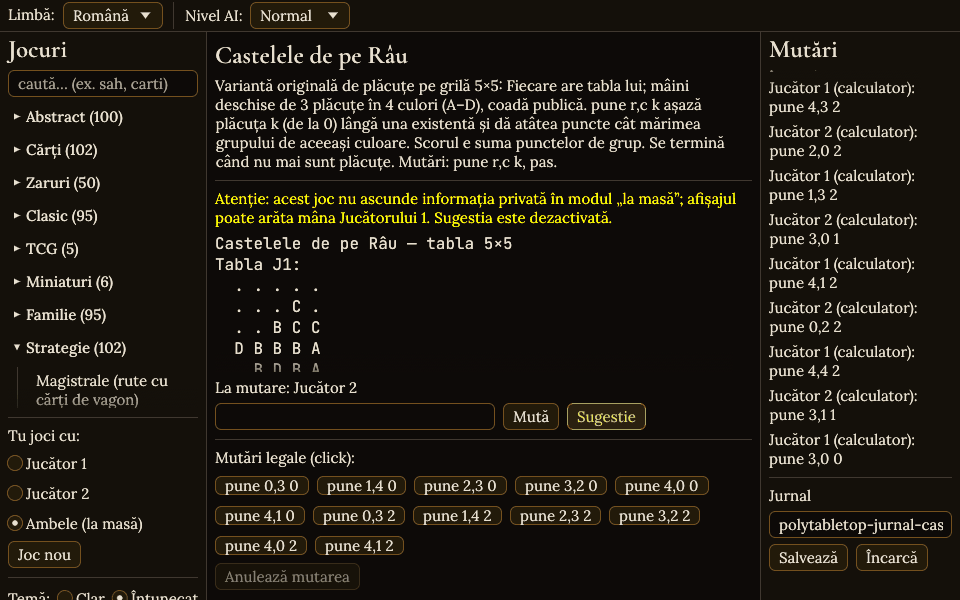 Limbă: Română Nivel AI: Normal
Jocuri
caută... (ex. sah, carti)
Abstract (100)
Cărți (102)
Zaruri (50)
Clasic (95)
TCG (5)
Miniaturi (6)
Familie (95)
Strategie (102)
Magistrale (rute cu
cărți de vagon)
Tu joci cu:
Jucător 1
Jucător 2
Ambele (la masă)
Joc nou
Temă: Clar Întunecat
Castelele de pe Râu
Variantă originală de plăcuțe pe grilă 5×5: Fiecare are tabla lui; mâini
deschise de 3 plăcuțe în 4 culori (A–D), coadă publică. pune r,c k așază
plăcuța k (de la 0) lângă una existentă și dă atâtea puncte cât mărimea
grupului de aceeași culoare. Scorul e suma punctelor de grup. Se termină
când nu mai sunt plăcuțe. Mutări: pune r,c k, pas.
Atenție: acest joc nu ascunde informația privată în modul „la masă”; afișajul
poate arăta mâna Jucătorului 1. Sugestia este dezactivată.
Castelele de pe Râu — tabla 5×5
Tabla J1:
. . . . .
. . . C .
. . B C C
D B B B A
B D B A
La mutare: Jucător 2
Mută Sugestie
Mutări legale (click):
pune 0,3 0 pune 1,4 0 pune 2,3 0 pune 3,2 0 pune 4,0 0
pune 4,1 0 pune 0,3 2 pune 1,4 2 pune 2,3 2 pune 3,2 2
pune 4,0 2 pune 4,1 2
Anulează mutarea
Mutări
Jucător 1 (calculator):
pune 4,3 2
Jucător 2 (calculator):
pune 2,0 2
Jucător 1 (calculator):
pune 1,3 2
Jucător 2 (calculator):
pune 3,0 1
Jucător 1 (calculator):
pune 4,1 2
Jucător 2 (calculator):
pune 0,2 2
Jucător 1 (calculator):
pune 4,4 2
Jucător 2 (calculator):
pune 3,1 1
Jucător 1 (calculator):
pune 3,0 0
Jurnal
polytabletop-jurnal-cas
Salvează Încarcă